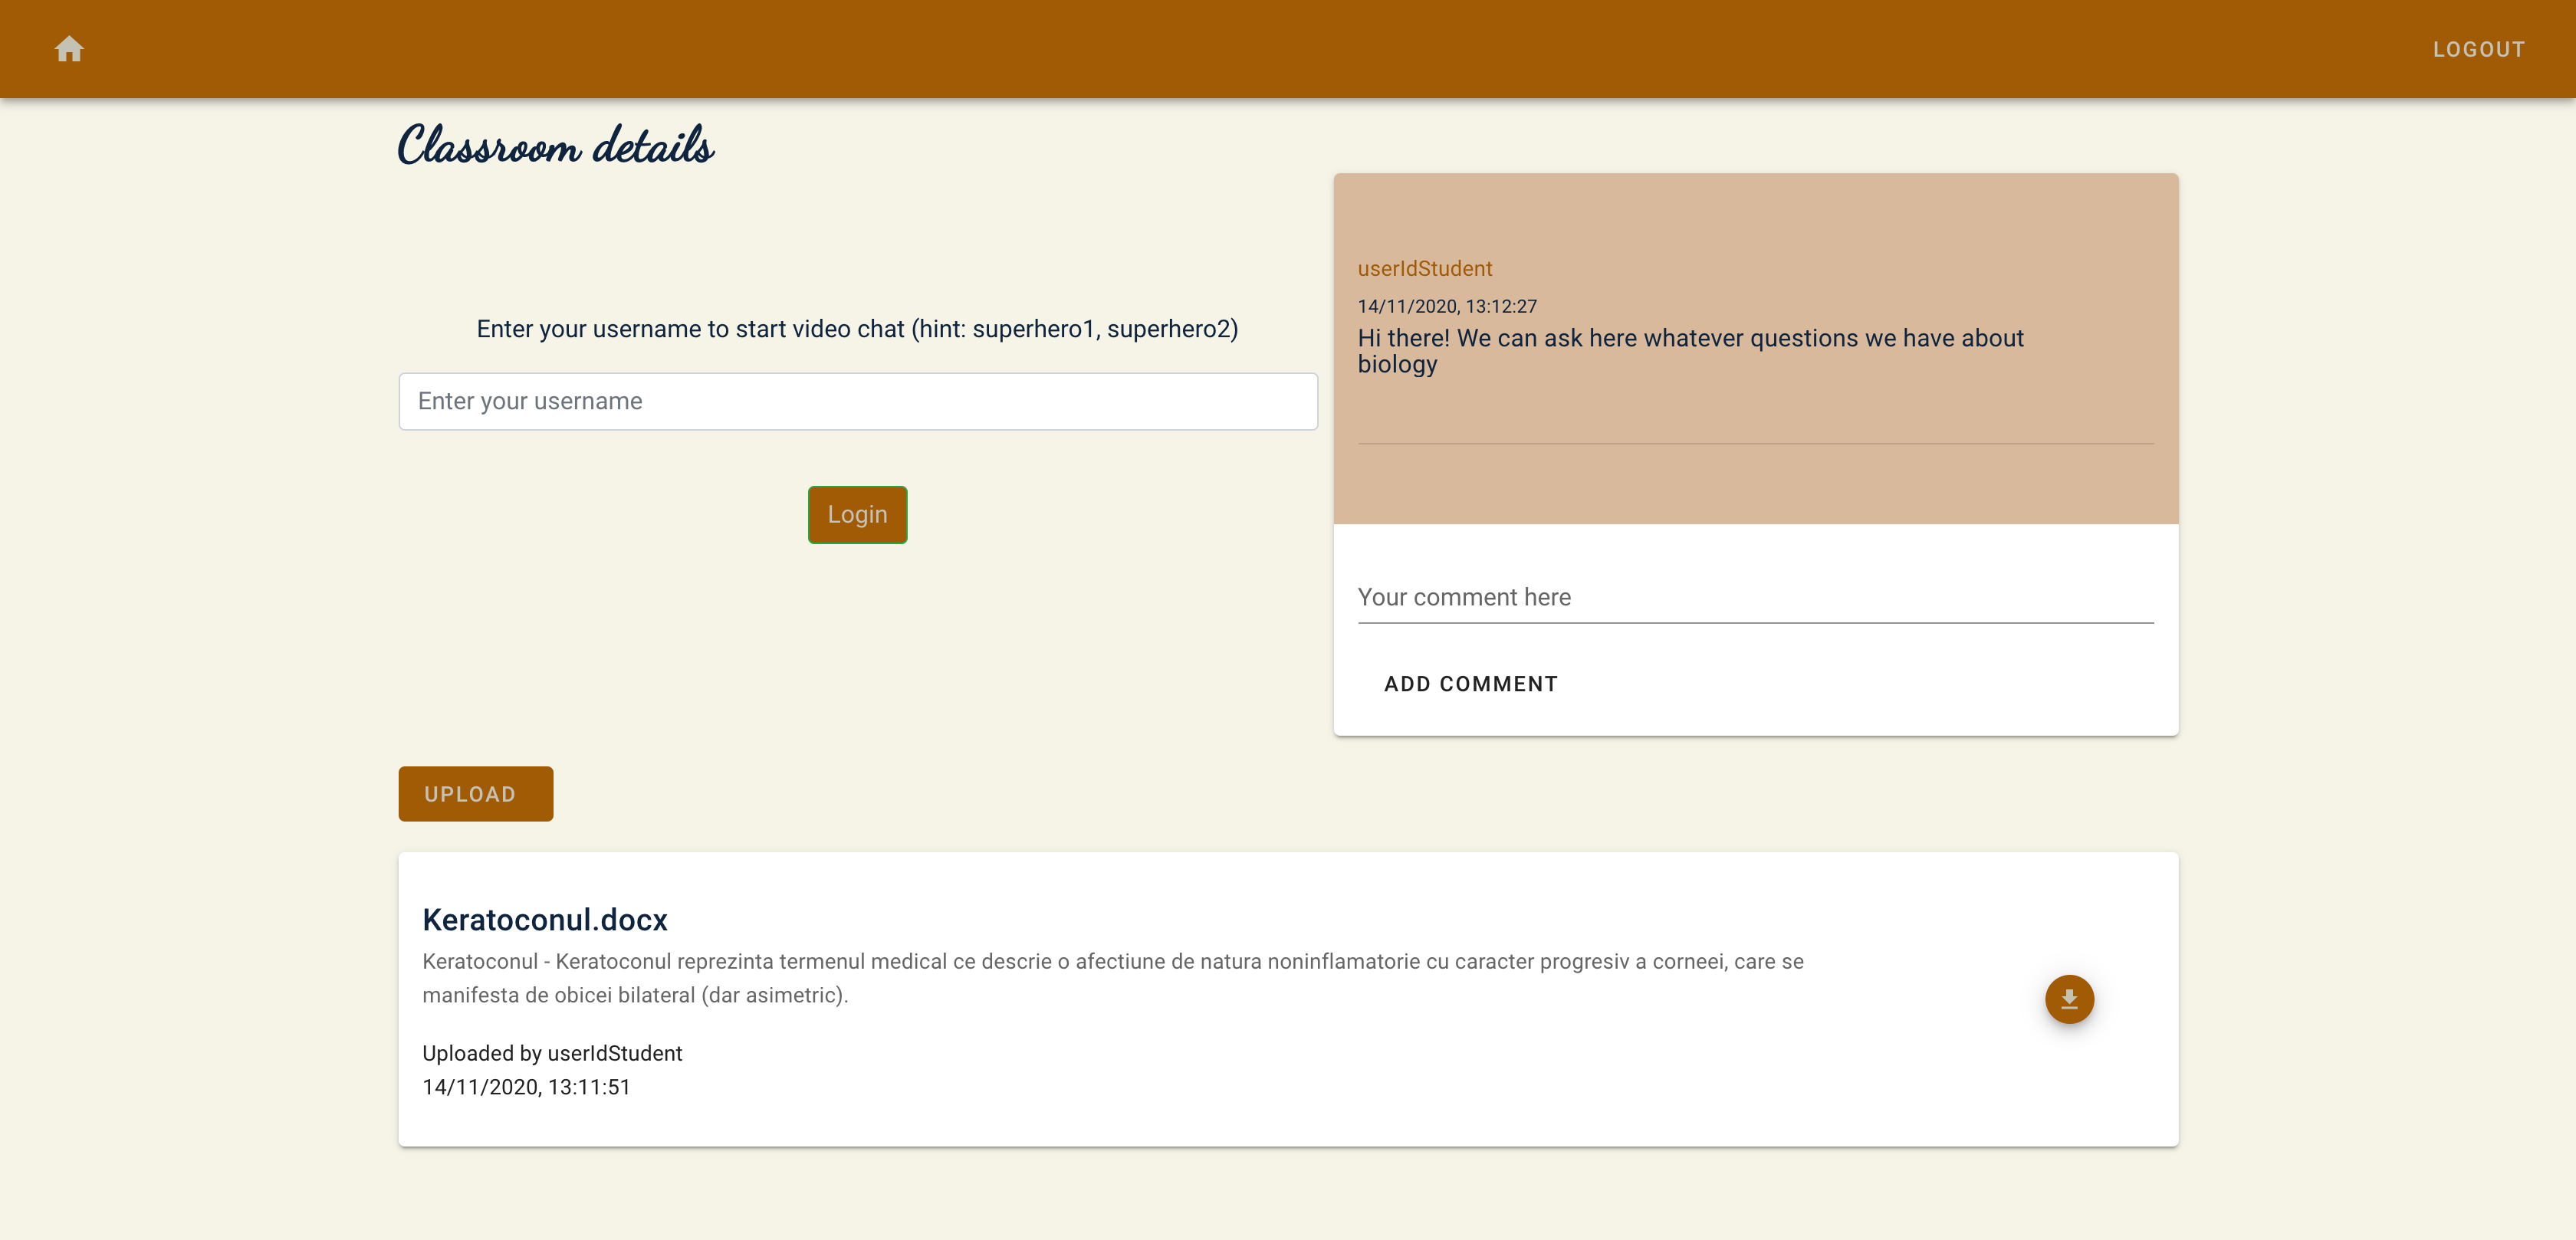 LOGOUT
Classroom details
Enter your username to start video chat (hint: superhero1, superhero2)
Enter your username
Login
userIdStudent
14/11/2020, 13:12:27
Hi there! We can ask here whatever questions we have about
biology
Your comment here
ADD COMMENT
UPLOAD
Keratoconul.docx
Keratoconul - Keratoconul reprezinta termenul medical ce descrie o afectiune de natura noninflamatorie cu caracter progresiv a corneei, care se
manifesta de obicei bilateral (dar asimetric).
Uploaded by userIdStudent
14/11/2020, 13:11:51